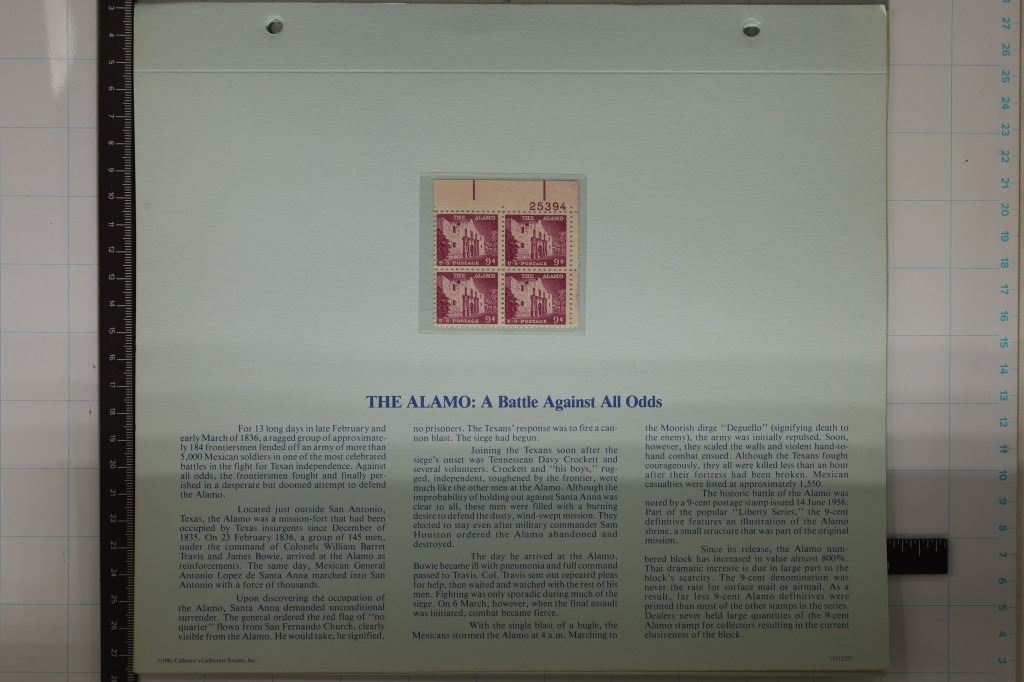 25394
THE ALAMO
U·S POSTAGE 9¢
THE ALAMO
U·S POSTAGE 9¢
THE ALAMO
U·S POSTAGE 9¢
THE ALAMO
U·S POSTAGE 9¢
THE ALAMO: A Battle Against All Odds
For 13 long days in late February and
early March of 1836, a ragged group of approximate-
ly 184 frontiersmen fended off an army of more than
5,000 Mexican soldiers in one of the most celebrated
battles in the fight for Texan independence. Against
all odds, the frontiersmen fought and finally per-
ished in a desperate but doomed attempt to defend
the Alamo.
Located just outside San Antonio,
Texas, the Alamo was a mission-fort that had been
occupied by Texas insurgents since December of
1835. On 23 February 1836, a group of 145 men,
under the command of Colonels William Barret
Travis and James Bowie, arrived at the Alamo as
reinforcements. The same day, Mexican General
Antonio Lopez de Santa Anna marched into San
Antonio with a force of thousands.
Upon discovering the occupation of
the Alamo, Santa Anna demanded unconditional
surrender. The general ordered the red flag of "no
quarter" flown from San Fernando Church, clearly
visible from the Alamo. He would take, he signified,
no prisoners. The Texans' response was to fire a can-
non blast. The siege had begun.
Joining the Texans soon after the
siege's onset was Tennessean Davy Crockett and
several volunteers. Crockett and "his boys," rug-
ged, independent, toughened by the frontier, were
much like the other men at the Alamo. Although the
improbability of holding out against Santa Anna was
clear to all, these men were filled with a burning
desire to defend the dusty, wind-swept mission. They
elected to stay even after military commander Sam
Houston ordered the Alamo abandoned and
destroyed.
The day he arrived at the Alamo,
Bowie became ill with pneumonia and full command
passed to Travis. Col. Travis sent out repeated pleas
for help, then waited and watched with the rest of his
men. Fighting was only sporadic during much of the
siege. On 6 March, however, when the final assault
was initiated, combat became fierce.
With the single blast of a bugle, the
Mexicans stormed the Alamo at 4 a.m. Marching to
the Moorish dirge "Deguello" (signifying death to
the enemy), the army was initially repulsed. Soon,
however, they scaled the walls and violent hand-to-
hand combat ensued. Although the Texans fought
courageously, they all were killed less than an hour
after their fortress had been broken. Mexican
casualties were listed at approximately 1,550.
The historic battle of the Alamo was
noted by a 9-cent postage stamp issued 14 June 1956.
Part of the popular "Liberty Series," the 9-cent
definitive features an illustration of the Alamo
shrine, a small structure that was part of the original
mission.
Since its release, the Alamo num-
bered block has increased in value almost 800%.
That dramatic increase is due in large part to the
block's scarcity. The 9-cent denomination was
never the rate for surface mail or airmail. As a
result, far less 9-cent Alamo definitives were
printed than most of the other stamps in the series.
Dealers never held large quantities of the 9-cent
Alamo stamp for collectors resulting in the current
elusiveness of the block.
Calhoun's Collectors Society, Inc.